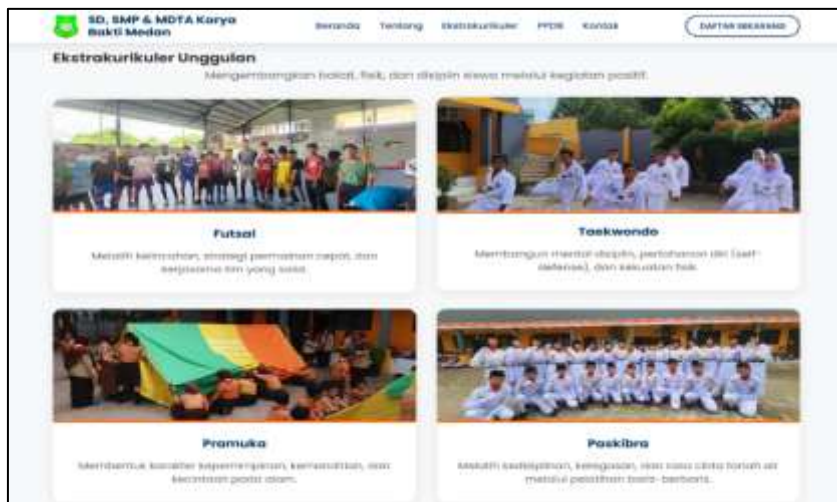 SD, SMP & MDTA Karya
Bakti Medan
Beranda Tentang Ekstrakurikuler PPDB Kontak
DAFTAR SEKARANG
Ekstrakurikuler Unggulan
Mengembangkan bakat, fisik, dan disiplin siswa melalui kegiatan positif.
Futsal
Melatih kelincahan, strategi permainan cepat, dan
kerjasama tim yang solid.
Taekwondo
Membangun mental disiplin, pertahanan diri (self-
defense), dan kekuatan fisik.
Pramuka
Membentuk karakter kepemimpinan, kemandirian, dan
kecintaan pada alam.
Paskibra
Melatih kedisiplinan, ketegasan, dan rasa cinta tanah air
melalui pelatihan baris-berbaris.